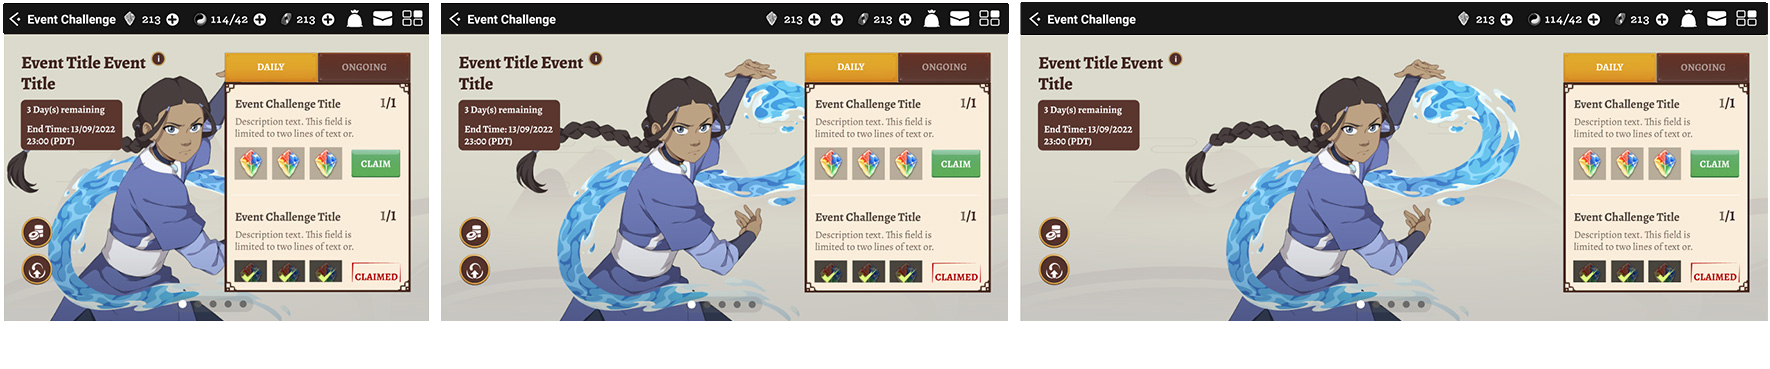 Event Challenge 213 114/42 213
Event Title Event
Title
3 Day(s) remaining
End Time: 13/09/2022
23:00 (PDT)
DAILY ONGOING
Event Challenge Title 1/1
Description text. This field is
limited to two lines of text or.
CLAIM
Event Challenge Title 1/1
Description text. This field is
limited to two lines of text or.
CLAIMED
Event Challenge 213 213
Event Title Event
Title
3 Day(s) remaining
End Time: 13/09/2022
23:00 (PDT)
DAILY ONGOING
Event Challenge Title 1/1
Description text. This field is
limited to two lines of text or.
CLAIM
Event Challenge Title 1/1
Description text. This field is
limited to two lines of text or.
CLAIMED
Event Challenge 213 114/42 213
Event Title Event
Title
3 Day(s) remaining
End Time: 13/09/2022
23:00 (PDT)
DAILY ONGOING
Event Challenge Title 1/1
Description text. This field is
limited to two lines of text or.
CLAIM
Event Challenge Title 1/1
Description text. This field is
limited to two lines of text or.
CLAIMED